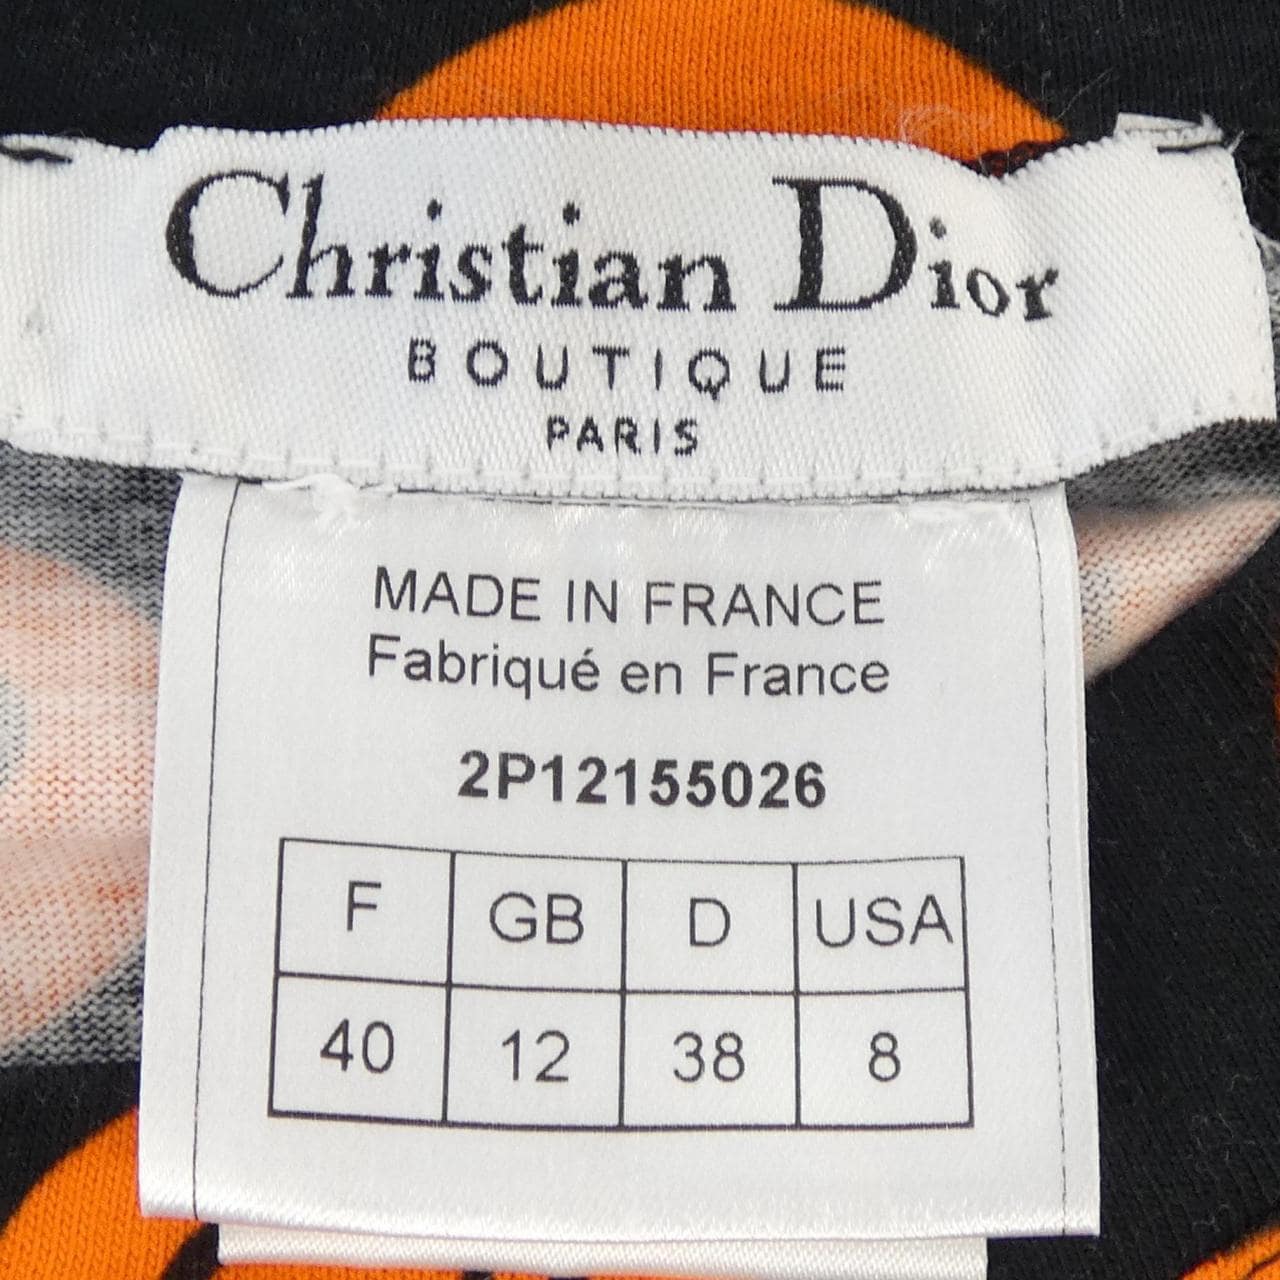 Christian Dior
BOUTIQUE
PARIS
MADE IN FRANCE
Fabriqué en France
2P12155026
F GB D USA
40 12 38 8